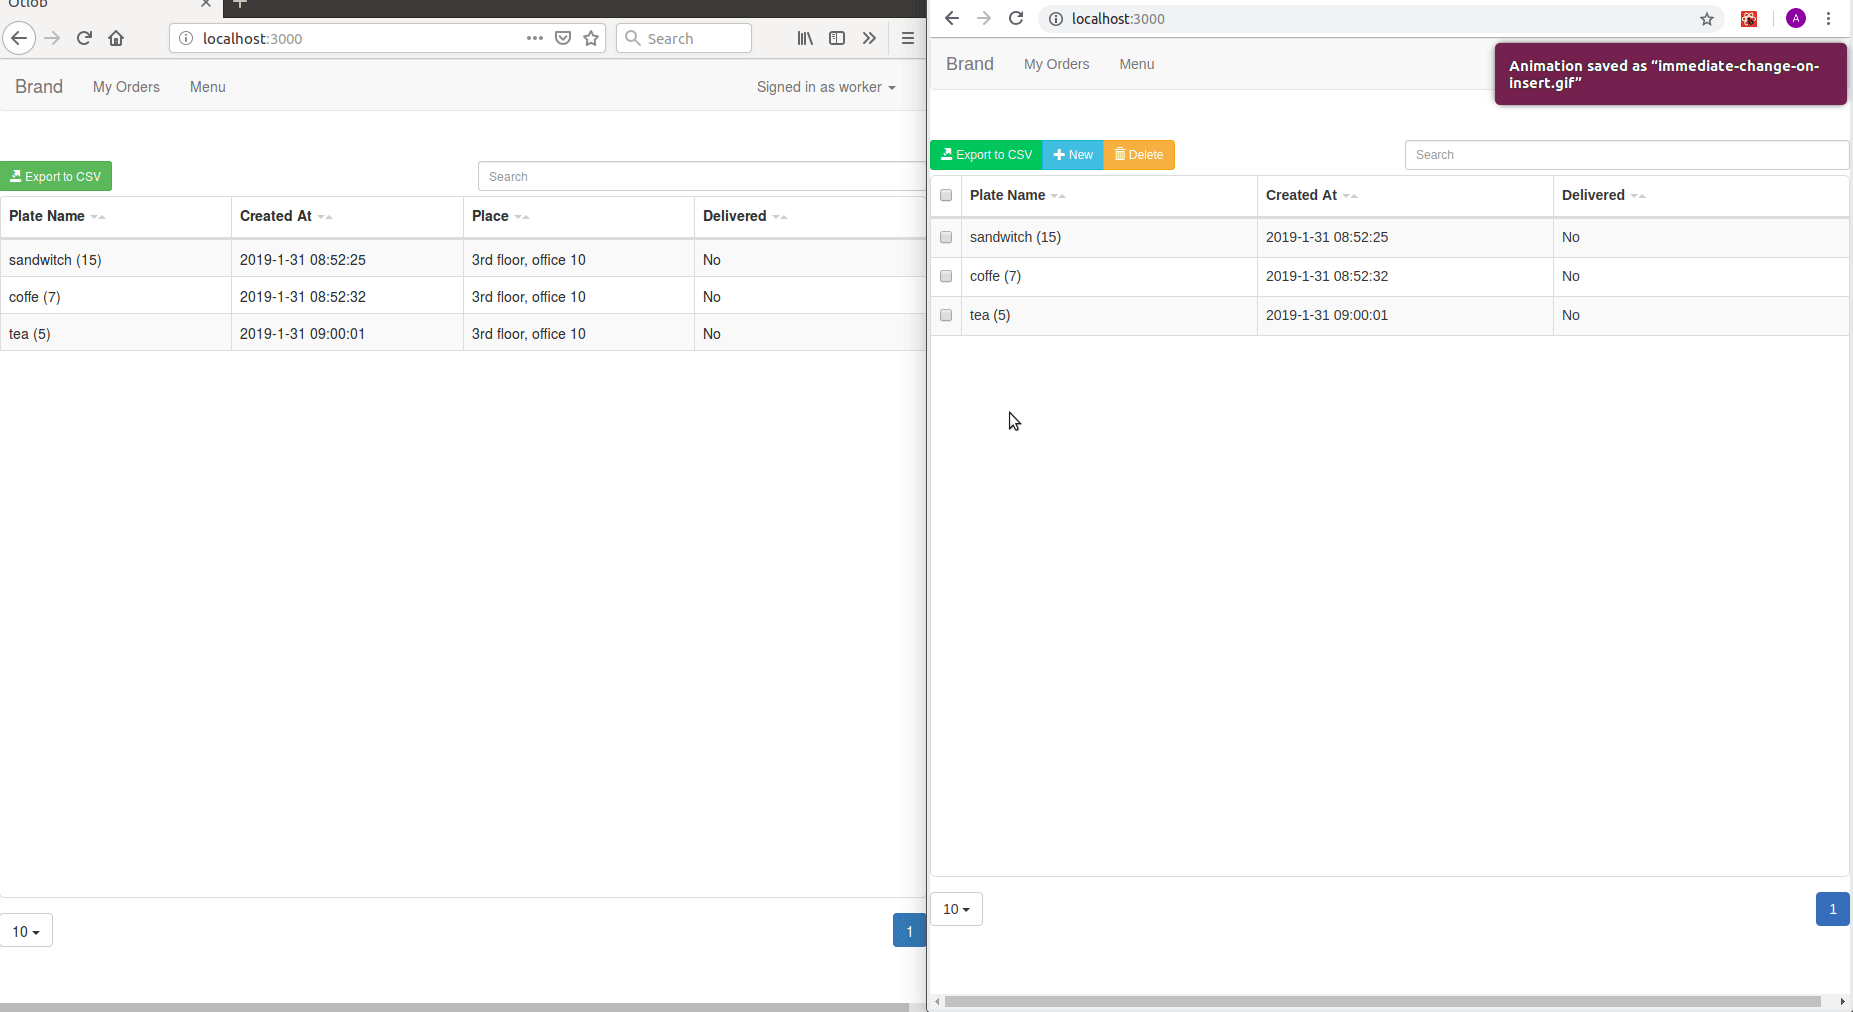 Otlob
localhost:3000
Search
Brand
My Orders
Menu
Signed in as worker
Export to CSV
Search
Plate Name
Created At
Place
Delivered
sandwitch (15)
2019-1-31 08:52:25
3rd floor, office 10
No
coffe (7)
2019-1-31 08:52:32
3rd floor, office 10
No
tea (5)
2019-1-31 09:00:01
3rd floor, office 10
No
10
1
localhost:3000
A
Brand
My Orders
Menu
Animation saved as “immediate-change-on-
insert.gif”
Export to CSV
New
Delete
Search
Plate Name
Created At
Delivered
sandwitch (15)
2019-1-31 08:52:25
No
coffe (7)
2019-1-31 08:52:32
No
tea (5)
2019-1-31 09:00:01
No
10
1